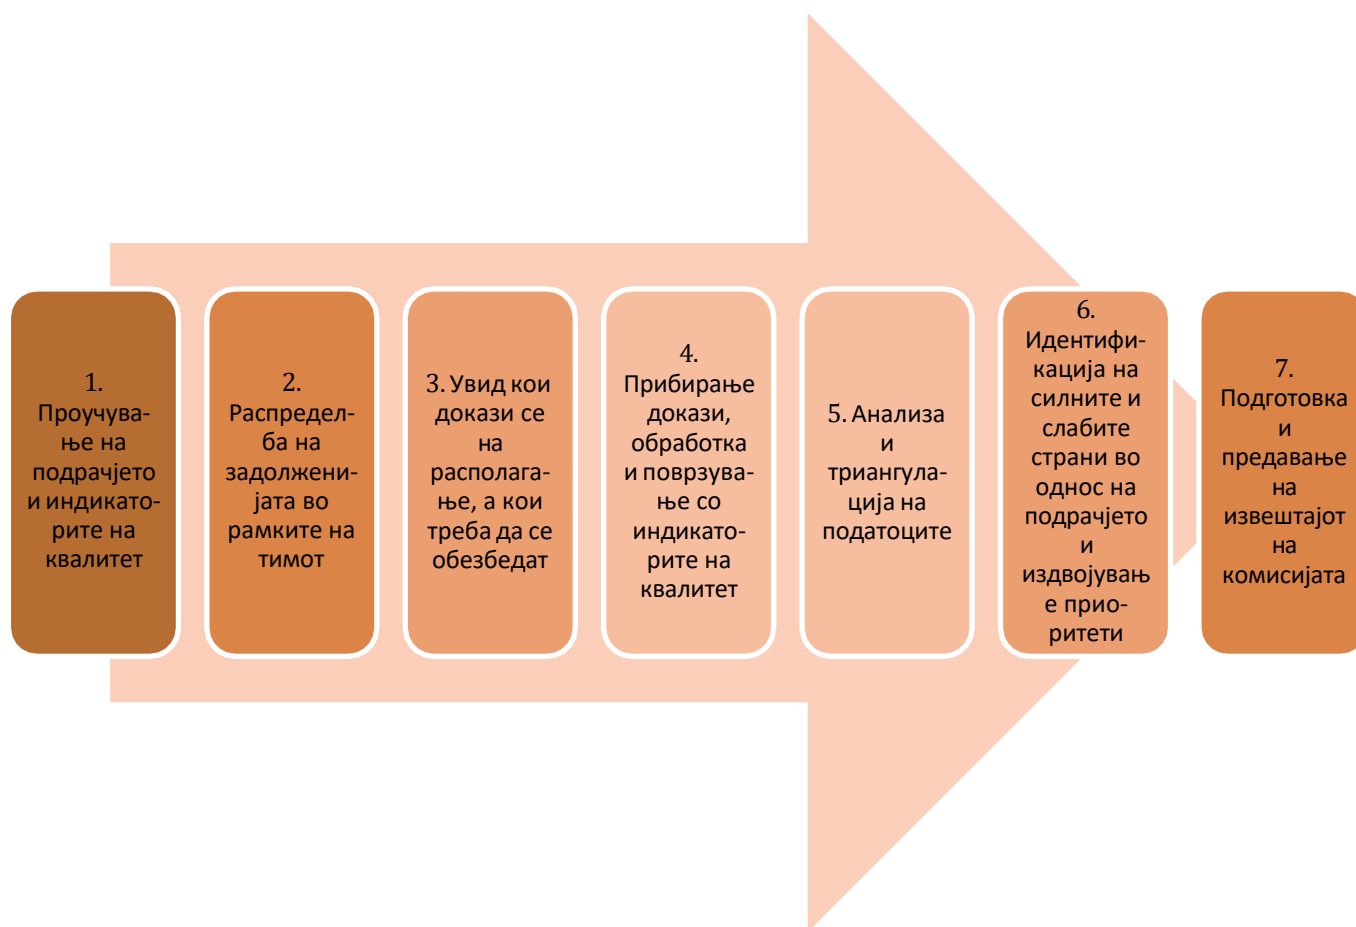 1.
Проучува-
ње на
подрачјето
и индикато-
рите на
квалитет
2.
Распредел-
ба на
задолжени-
јата во
рамките на
тимот
3. Увид кои
докази се
на
располага-
ње, а кои
треба да се
обезбедат
4.
Прибирање
докази,
обработка
и поврзува-
ње со
индикато-
рите на
квалитет
5. Анализа
и
триангула-
ција на
податоците
6.
Идентифи-
кација на
силните и
слабите
страни во
однос на
подрачјето
и
издвојувањ
е прио-
ритети
7.
Подготовка
и
предавање
на
извештајот
на
комисијата